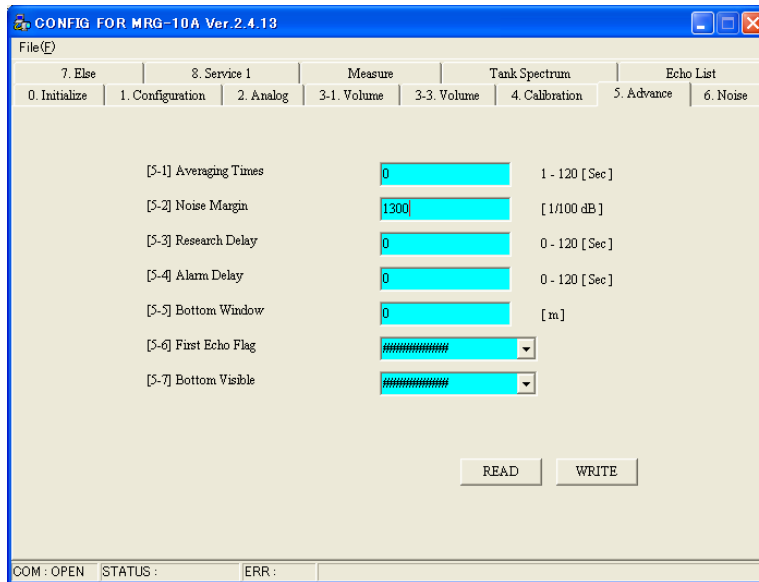 CONFIG FOR MRG-10A Ver.2.4.13
File(F)
7. Else 8. Service 1 Measure Tank Spectrum Echo List
0. Initialize 1. Configuration 2. Analog 3-1. Volume 3-3. Volume 4. Calibration 5. Advance 6. Noise
[5-1] Averaging Times 0 1 - 120 [ Sec ]
[5-2] Noise Margin 1300 [ 1/100 dB ]
[5-3] Research Delay 0 0 - 120 [ Sec ]
[5-4] Alarm Delay 0 0 - 120 [ Sec ]
[5-5] Bottom Window 0 [ m ]
[5-6] First Echo Flag
[5-7] Bottom Visible
READ WRITE
COM : OPEN STATUS : ERR :